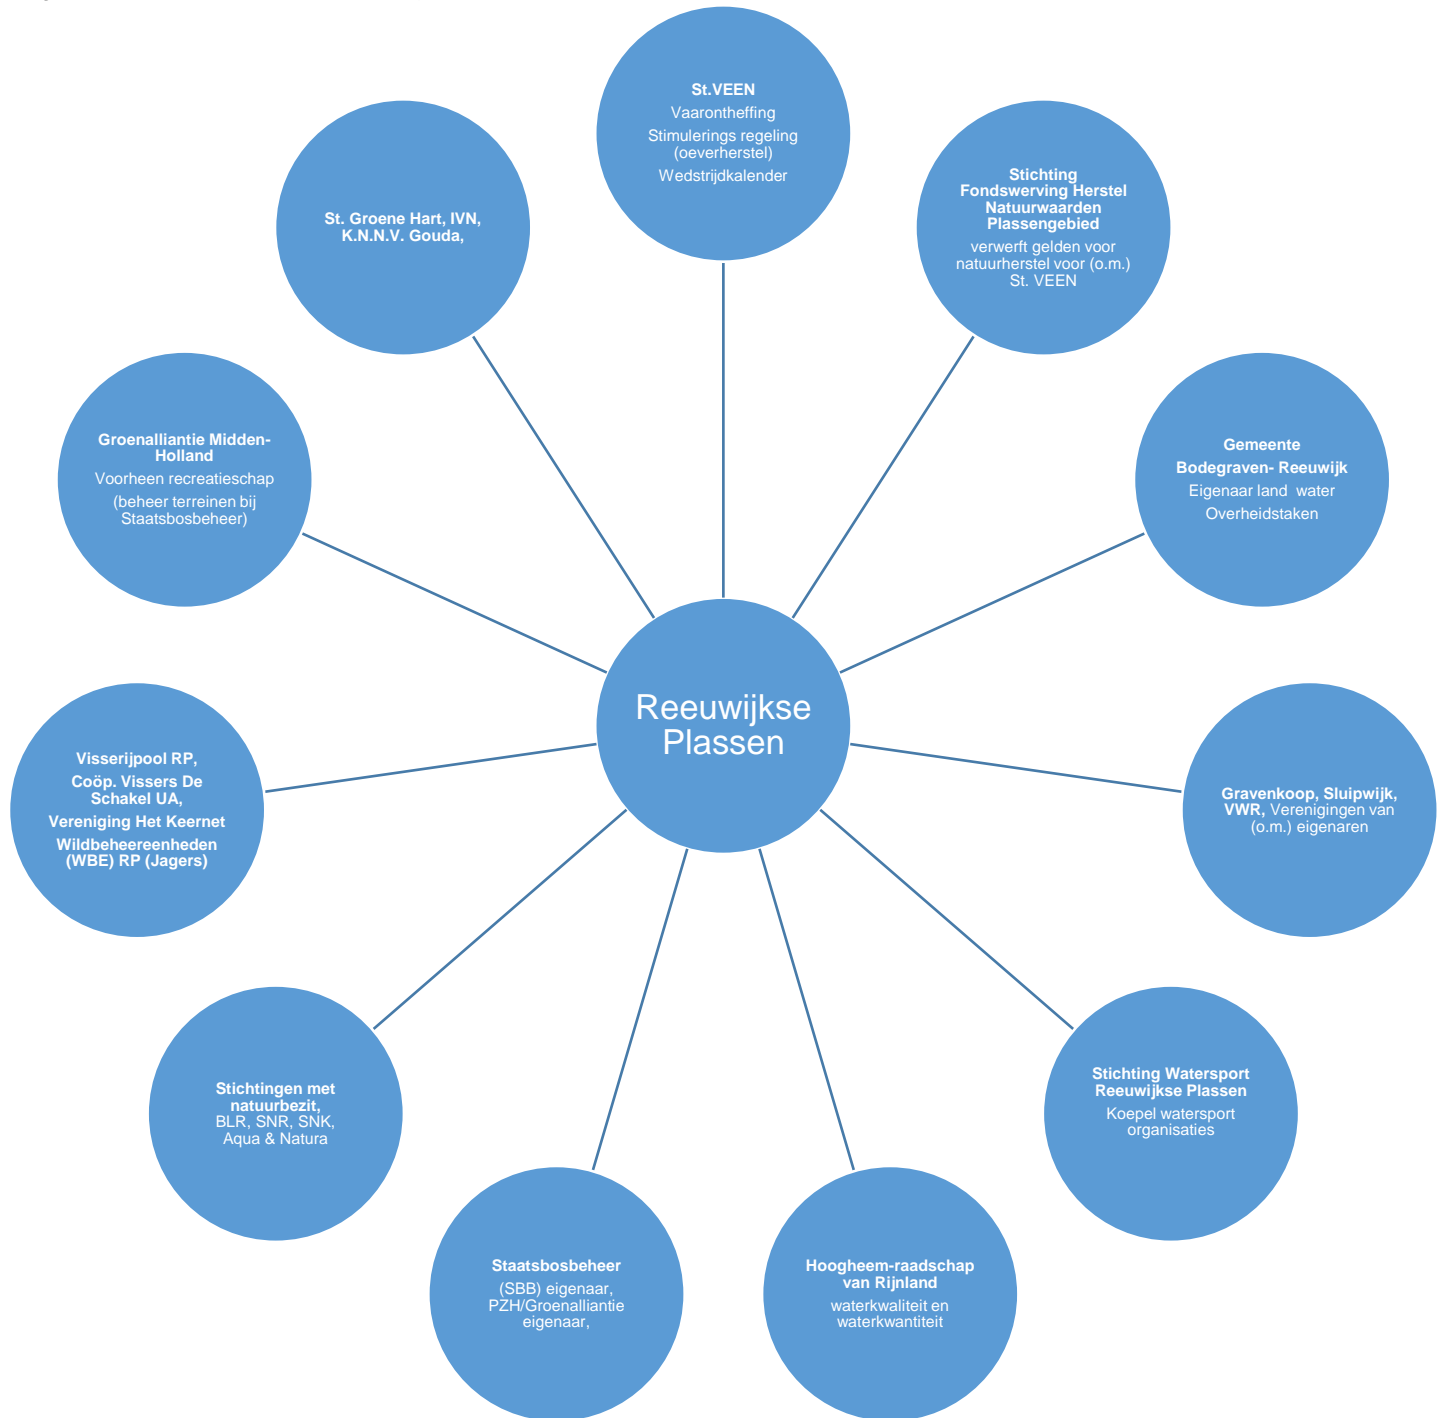 St.VEEN
Vaarontheffing
Stimulerings regeling
(oeverherstel)
Wedstrijdkalender
Stichting
Fondswerving Herstel
Natuurwaarden
Plassengebied
verwerft gelden voor
natuurherstel voor (o.m.)
St. VEEN
Gemeente
Bodegraven- Reeuwijk
Eigenaar land  water
Overheidstaken
Gravenkoop, Sluipwijk,
VWR, Verenigingen van
(o.m.) eigenaren
Stichting Watersport
Reeuwijkse Plassen
Koepel watersport
organisaties
Hoogheem-raadschap
van Rijnland
waterkwaliteit en
waterkwantiteit
Staatsbosbeheer
(SBB) eigenaar,
PZH/Groenalliantie
eigenaar,
Stichtingen met
natuurbezit,
BLR, SNR, SNK,
Aqua & Natura
Visserijpool RP,
Coöp. Vissers De
Schakel UA,
Vereniging Het Keernet
Wildbeheereenheden
(WBE) RP (Jagers)
Groenalliantie Midden-
Holland
Voorheen recreatieschap
(beheer terreinen bij
Staatsbosbeheer)
St. Groene Hart, IVN,
K.N.N.V. Gouda,
Reeuwijkse
Plassen